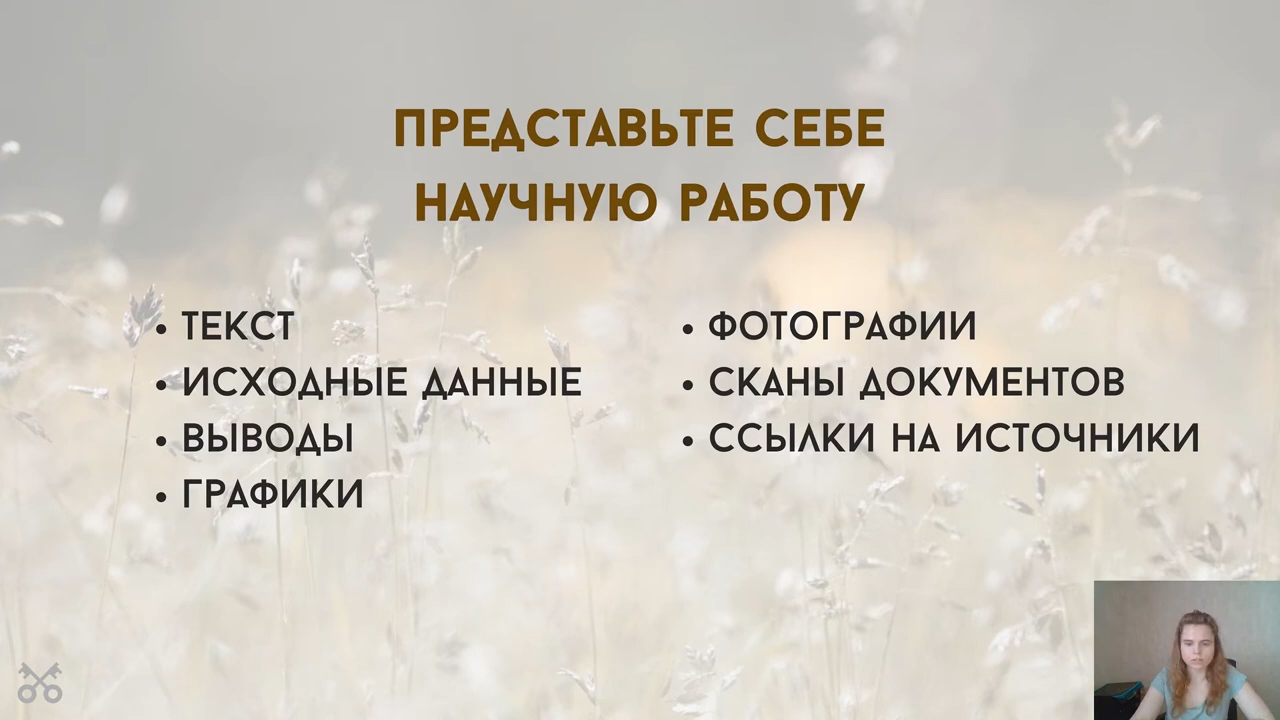 ПРЕДСТАВЬТЕ СЕБЕ
НАУЧНУЮ РАБОТУ
• ТЕКСТ
• ИСХОДНЫЕ ДАННЫЕ
• ВЫВОДЫ
• ГРАФИКИ
• ФОТОГРАФИИ
• СКАНЫ ДОКУМЕНТОВ
• ССЫЛКИ НА ИСТОЧНИКИ